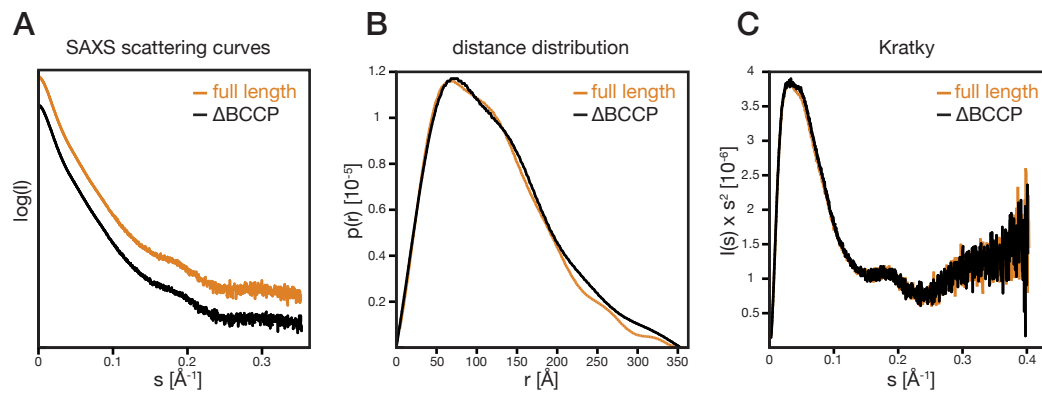 A
SAXS scattering curves
full length
ΔBCCP
log(I)
0
0.1
0.2
0.3
s [Å⁻¹]
B
distance distribution
1.2
1
0.8
0.6
0.4
0.2
full length
ΔBCCP
p(r) [10⁻⁵]
0
50
100
150
200
250
300
350
r [Å]
C
Kratky
4
3.5
3
2.5
2
1.5
1
0.5
full length
ΔBCCP
I(s) x s² [10⁻⁶]
0
0.1
0.2
0.3
0.4
s [Å⁻¹]